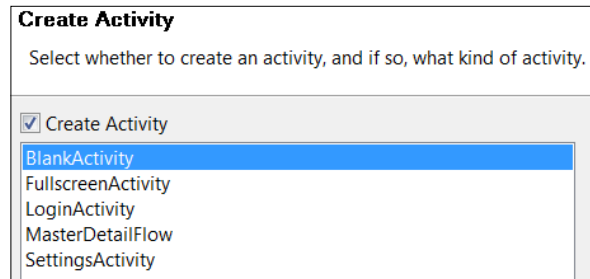 Create Activity
Select whether to create an activity, and if so, what kind of activity.
Create Activity
BlankActivity
FullscreenActivity
LoginActivity
MasterDetailFlow
SettingsActivity